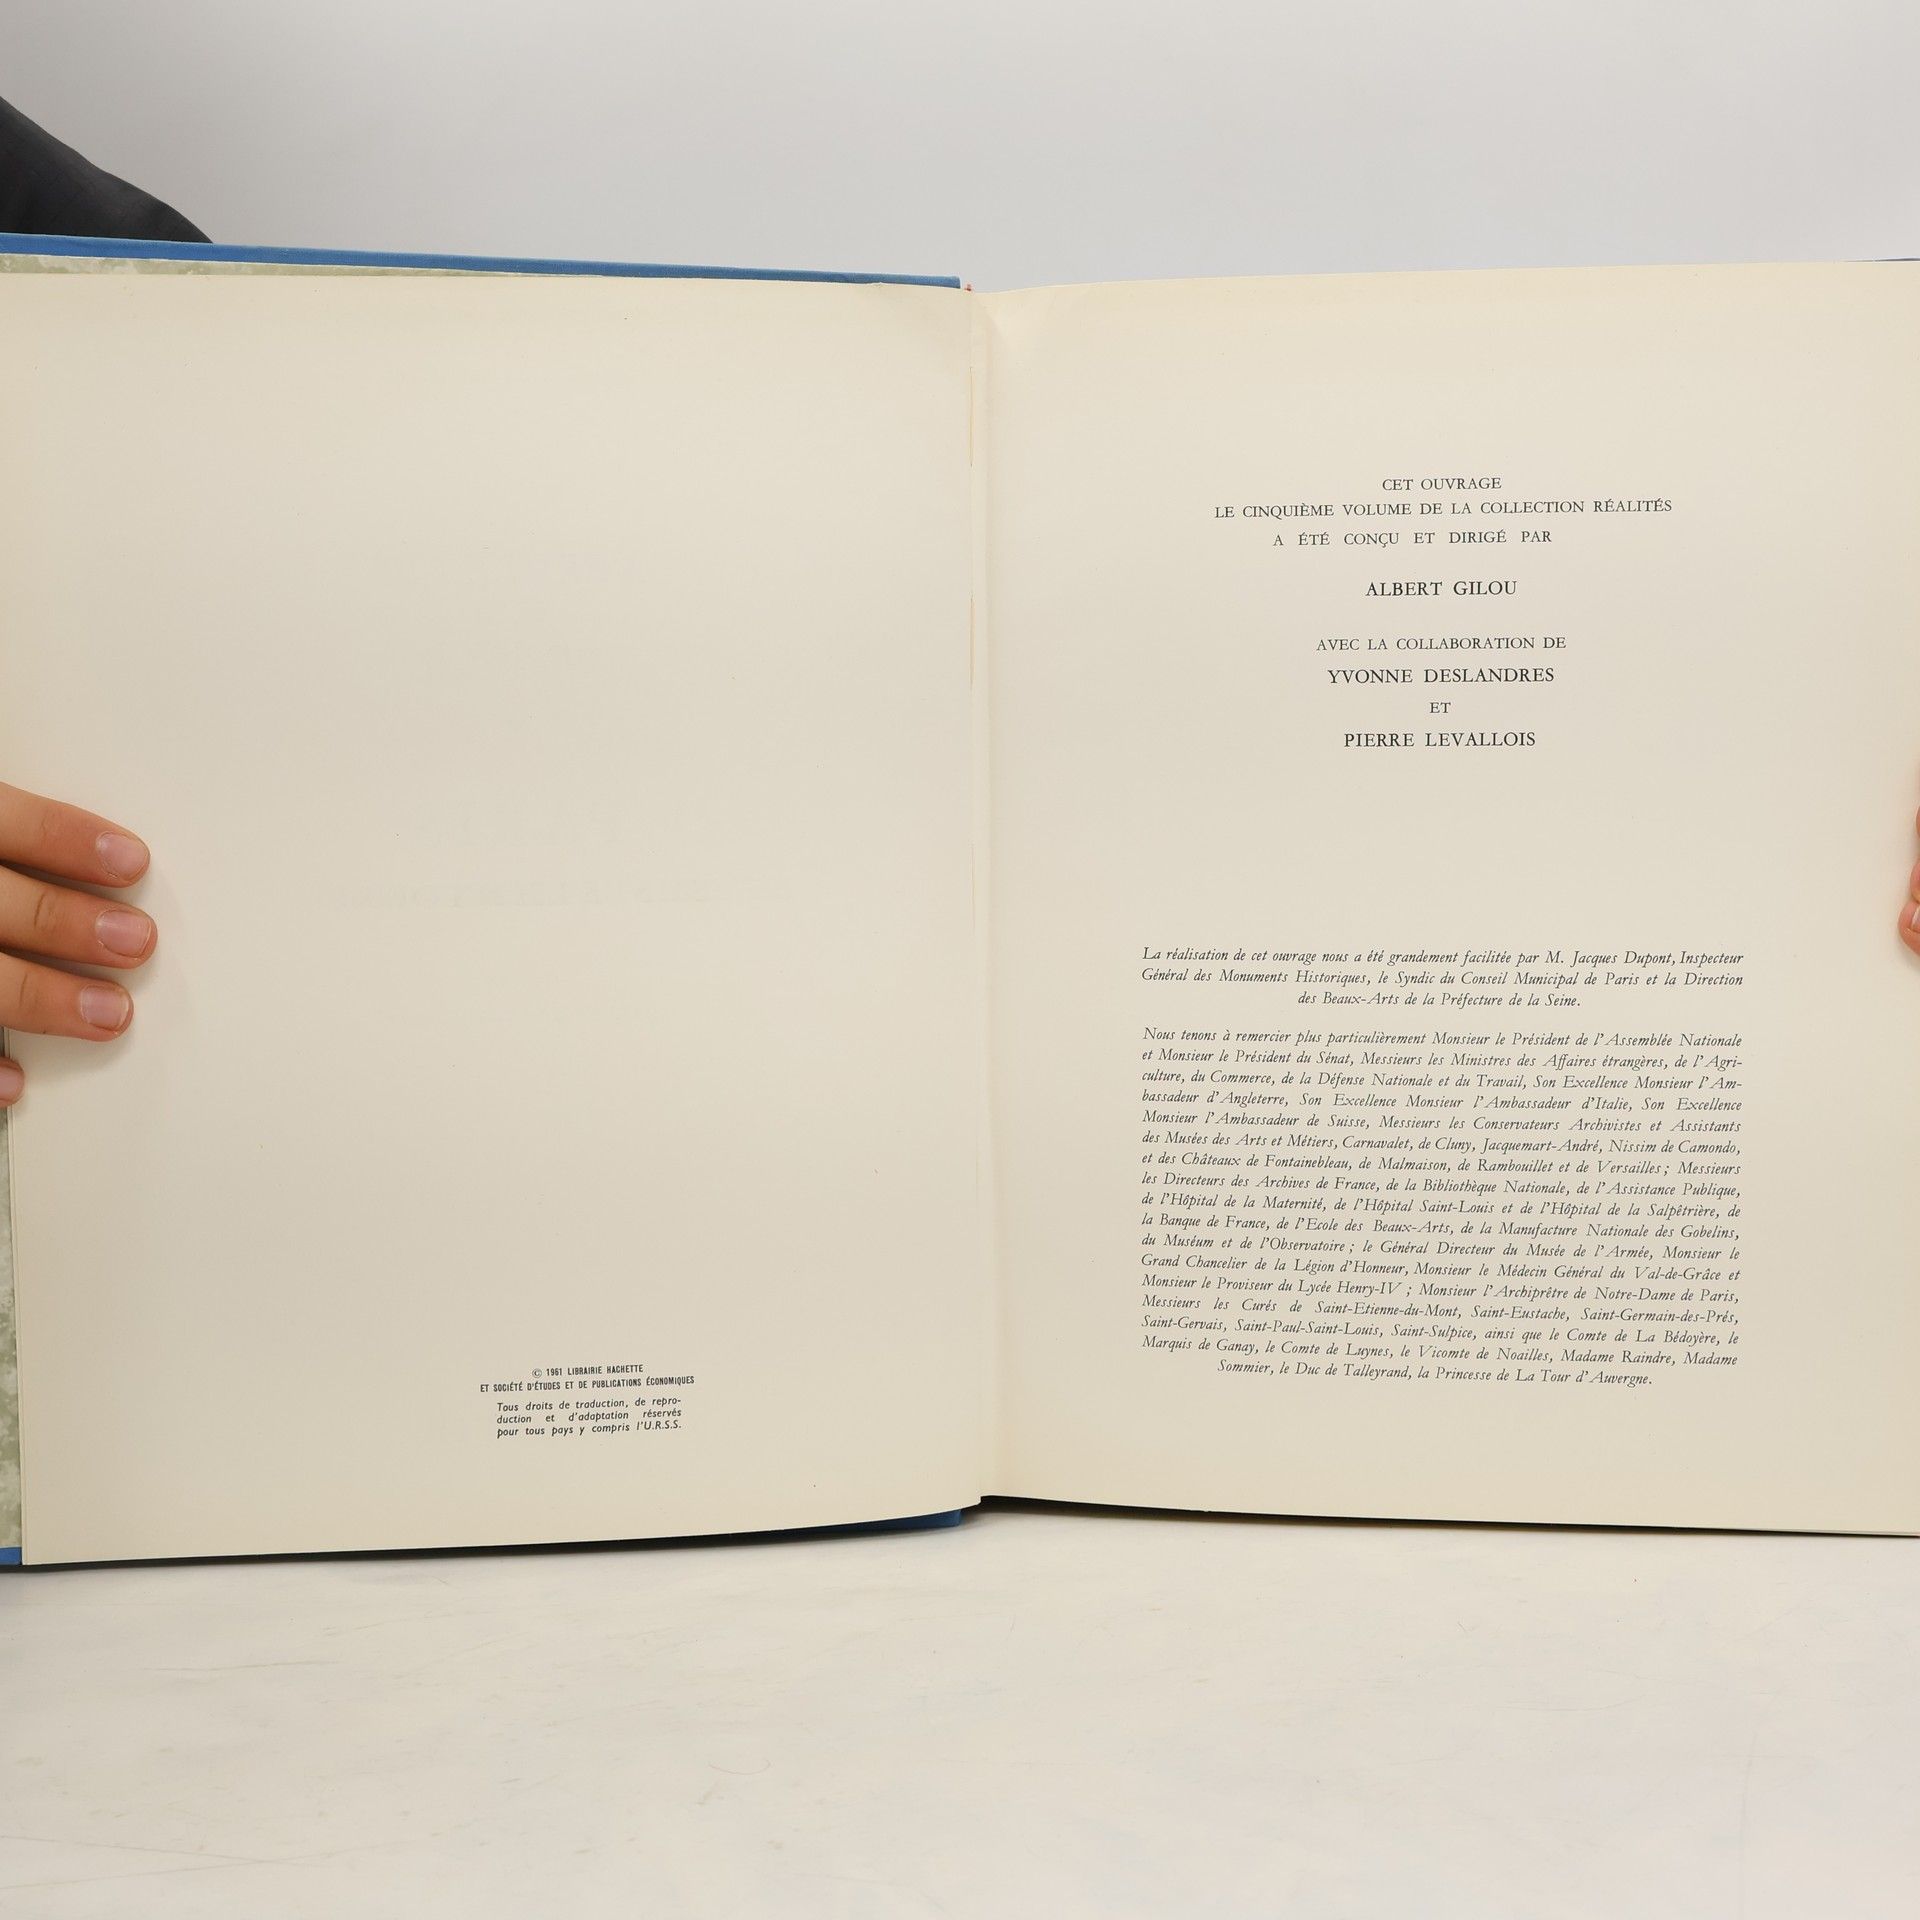 © 1961 LIBRAIRIE HACHETTE
ET SOCIÉTÉ D'ÉTUDES ET DE PUBLICATIONS ÉCONOMIQUES
Tous droits de traduction, de repro-
duction et d'adaptation réservés
pour tous pays y compris l'U.R.S.S.
CET OUVRAGE
LE CINQUIÈME VOLUME DE LA COLLECTION RÉALITÉS
A ÉTÉ CONÇU ET DIRIGÉ PAR
ALBERT GILOU
AVEC LA COLLABORATION DE
YVONNE DESLANDRES
ET
PIERRE LEVALLOIS
La réalisation de cet ouvrage nous a été grandement facilitée par M. Jacques Dupont, Inspecteur
Général des Monuments Historiques, le Syndic du Conseil Municipal de Paris et la Direction
des Beaux-Arts de la Préfecture de la Seine.
Nous tenons à remercier plus particulièrement Monsieur le Président de l'Assemblée Nationale
et Monsieur le Président du Sénat, Messieurs les Ministres des Affaires étrangères, de l'Agri-
culture, du Commerce, de la Défense Nationale et du Travail, Son Excellence Monsieur l'Am-
bassadeur d'Angleterre, Son Excellence Monsieur l'Ambassadeur d'Italie, Son Excellence
Monsieur l'Ambassadeur de Suisse, Messieurs les Conservateurs Archivistes et Assistants
des Musées des Arts et Métiers, Carnavalet, de Cluny, Jacquemart-André, Nissim de Camondo,
et des Châteaux de Fontainebleau, de Malmaison, de Rambouillet et de Versailles ; Messieurs
les Directeurs des Archives de France, de la Bibliothèque Nationale, de l'Assistance Publique,
de l'Hôpital de la Maternité, de l'Hôpital Saint-Louis et de l'Hôpital de la Salpêtrière, de
la Banque de France, de l'Ecole des Beaux-Arts, de la Manufacture Nationale des Gobelins,
du Muséum et de l'Observatoire ; le Général Directeur du Musée de l'Armée, Monsieur le
Grand Chancelier de la Légion d'Honneur, Monsieur le Médecin Général du Val-de-Grâce et
Monsieur le Proviseur du Lycée Henry-IV ; Monsieur l'Archiprêtre de Notre-Dame de Paris,
Messieurs les Curés de Saint-Etienne-du-Mont, Saint-Eustache, Saint-Germain-des-Prés,
Saint-Gervais, Saint-Paul-Saint-Louis, Saint-Sulpice, ainsi que le Comte de La Bédoyère, le
Marquis de Ganay, le Comte de Luynes, le Vicomte de Noailles, Madame Raindre, Madame
Sommier, le Duc de Talleyrand, la Princesse de La Tour d'Auvergne.